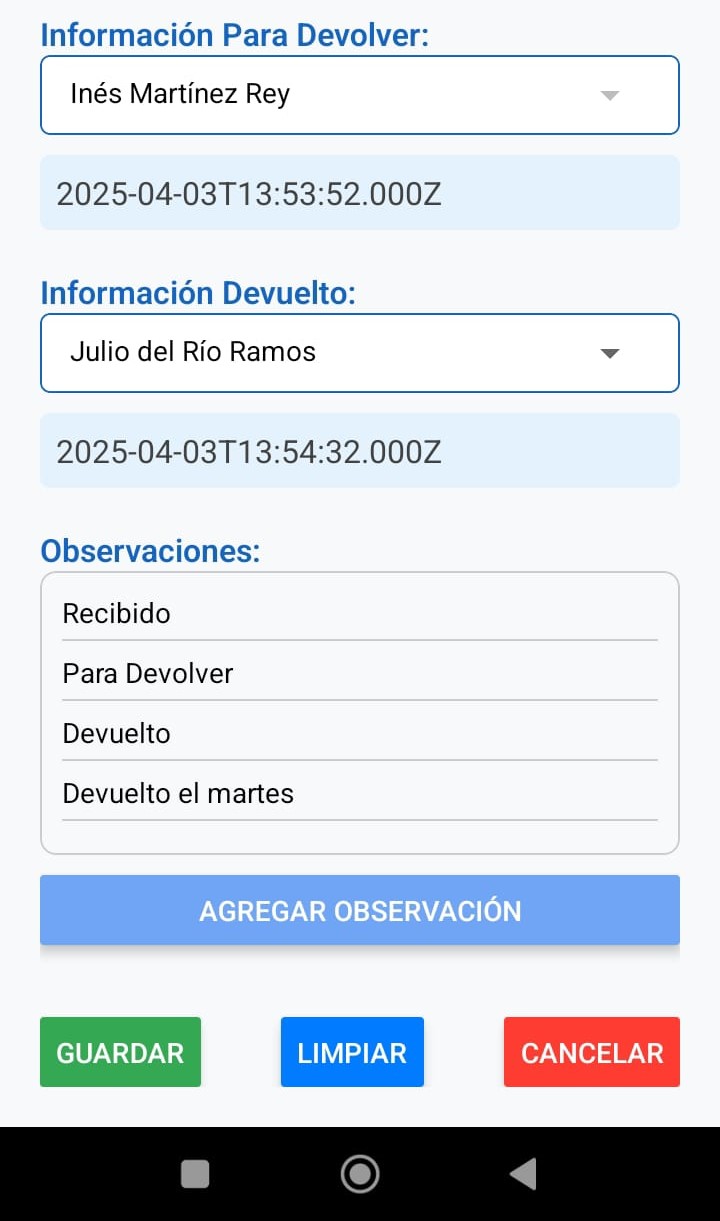 Información Para Devolver:
Inés Martínez Rey
2025-04-03T13:53:52.000Z
Información Devuelto:
Julio del Río Ramos
2025-04-03T13:54:32.000Z
Observaciones:
Recibido
Para Devolver
Devuelto
Devuelto el martes
AGREGAR OBSERVACIÓN
GUARDAR
LIMPIAR
CANCELAR